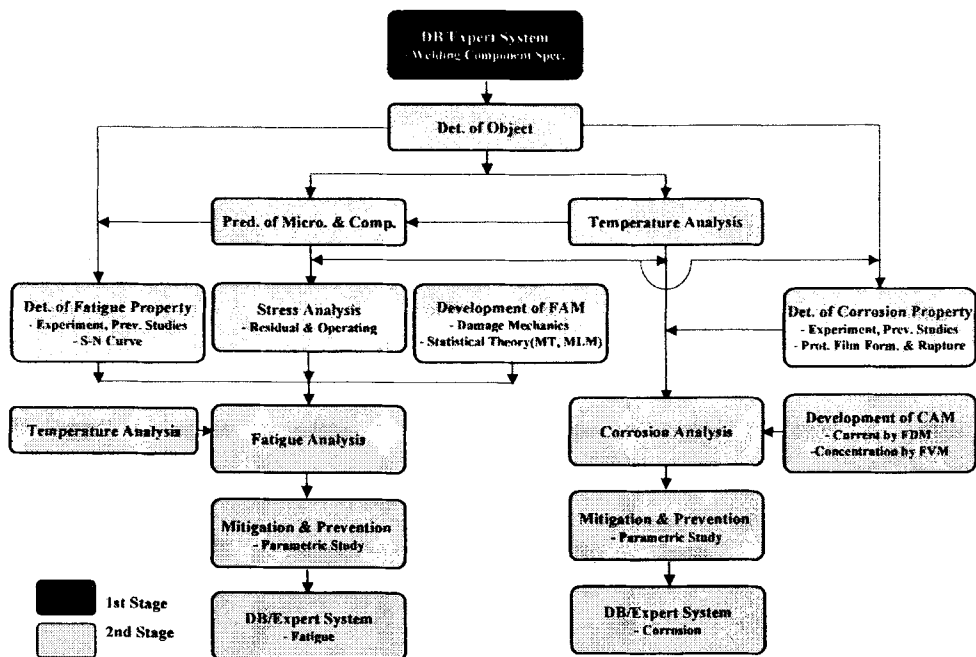 DB/Expert System
- Welding Component Spec.
Det. of Object
Pred. of Micro. & Comp.
Temperature Analysis
Det. of Fatigue Property
- Experiment, Prev. Studies
- S-N Curve
Stress Analysis
- Residual & Operating
Development of FAM
- Damage Mechanics
- Statistical Theory(MT, MLM)
Det. of Corrosion Property
- Experiment, Prev. Studies
- Prot. Film Form. & Rupture
Temperature Analysis
Fatigue Analysis
Corrosion Analysis
Development of CAM
- Current by FDM
-Concentration by FVM
Mitigation & Prevention
- Parametric Study
Mitigation & Prevention
- Parametric Study
DB/Expert System
- Fatigue
DB/Expert System
- Corrosion
1st Stage
2nd Stage